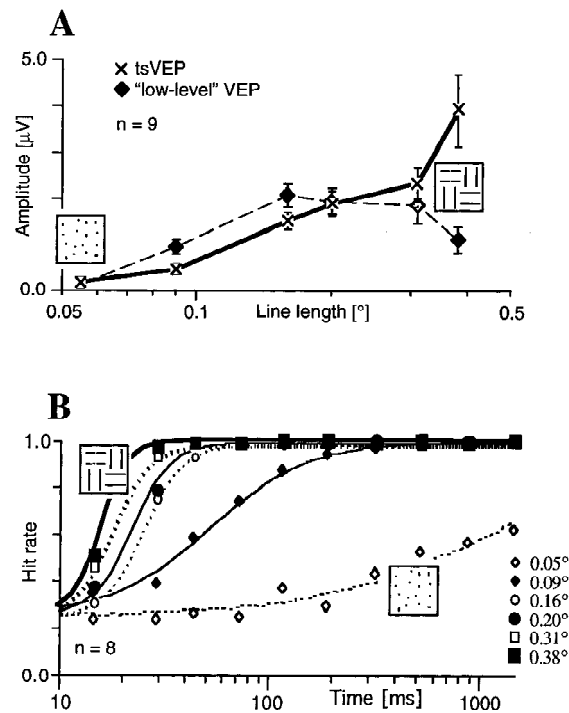 A
5.0
tsVEP
"low-level" VEP
n = 9
Amplitude [µV]
0.0
0.05
0.1
Line length [°]
0.5
B
1.0
Hit rate
0.05°
0.09°
0.16°
0.20°
0.31°
0.38°
n = 8
0.0
10
100
Time [ms]
1000